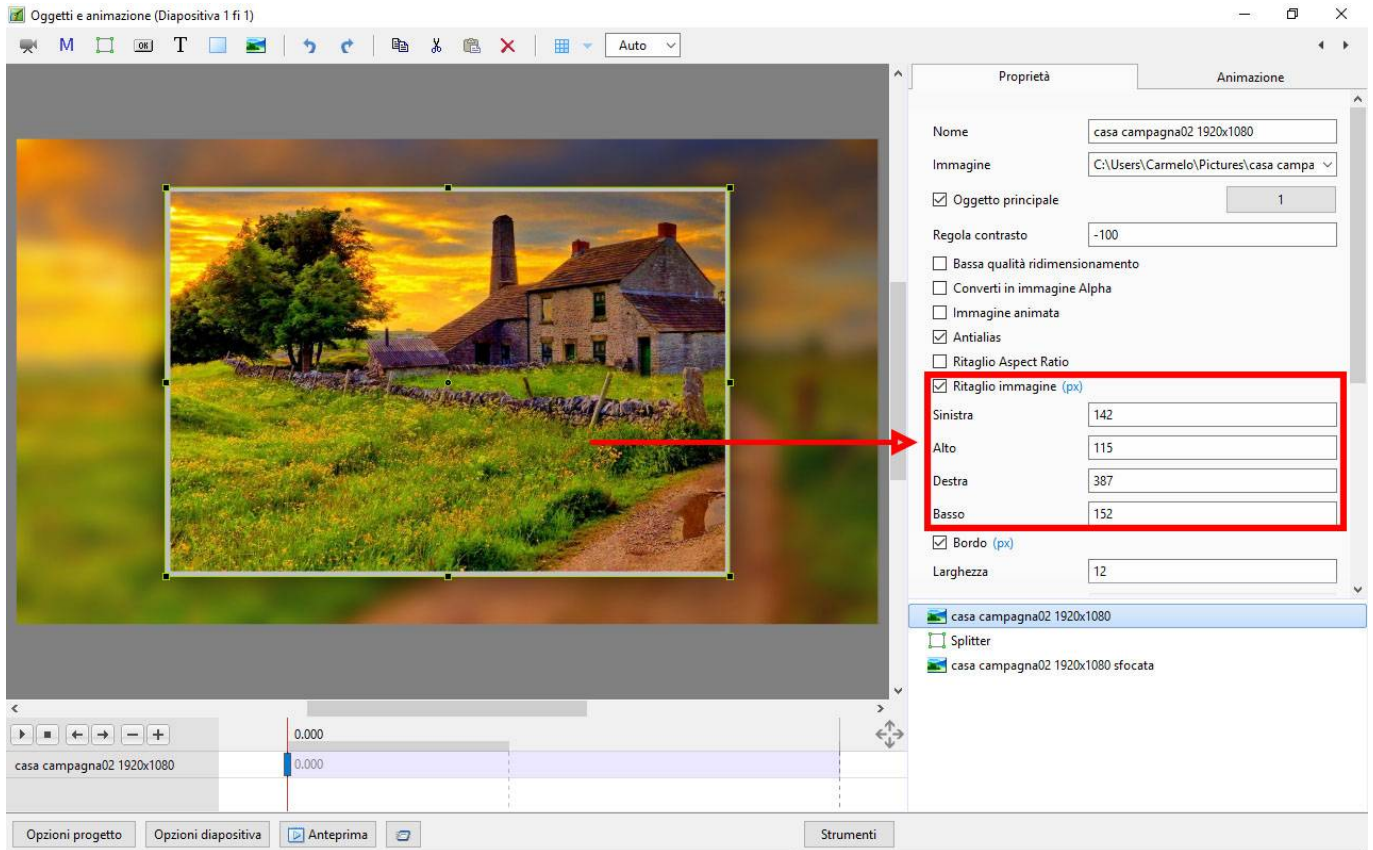 Oggetti e animazione (Diapositiva 1 fi 1)
M OK T Auto
Proprietà Animazione
Nome casa campagna02 1920x1080
Immagine C:\Users\Carmelo\Pictures\casa campa
Oggetto principale 1
Regola contrasto -100
Bassa qualità ridimensionamento
Converti in immagine Alpha
Immagine animata
Antialias
Ritaglio Aspect Ratio
Ritaglio immagine (px)
Sinistra 142
Alto 115
Destra 387
Basso 152
Bordo (px)
Larghezza 12
casa campagna02 1920x1080
Splitter
casa campagna02 1920x1080 sfocata
0.000
casa campagna02 1920x1080 0.000
Opzioni progetto Opzioni diapositiva Anteprima Strumenti